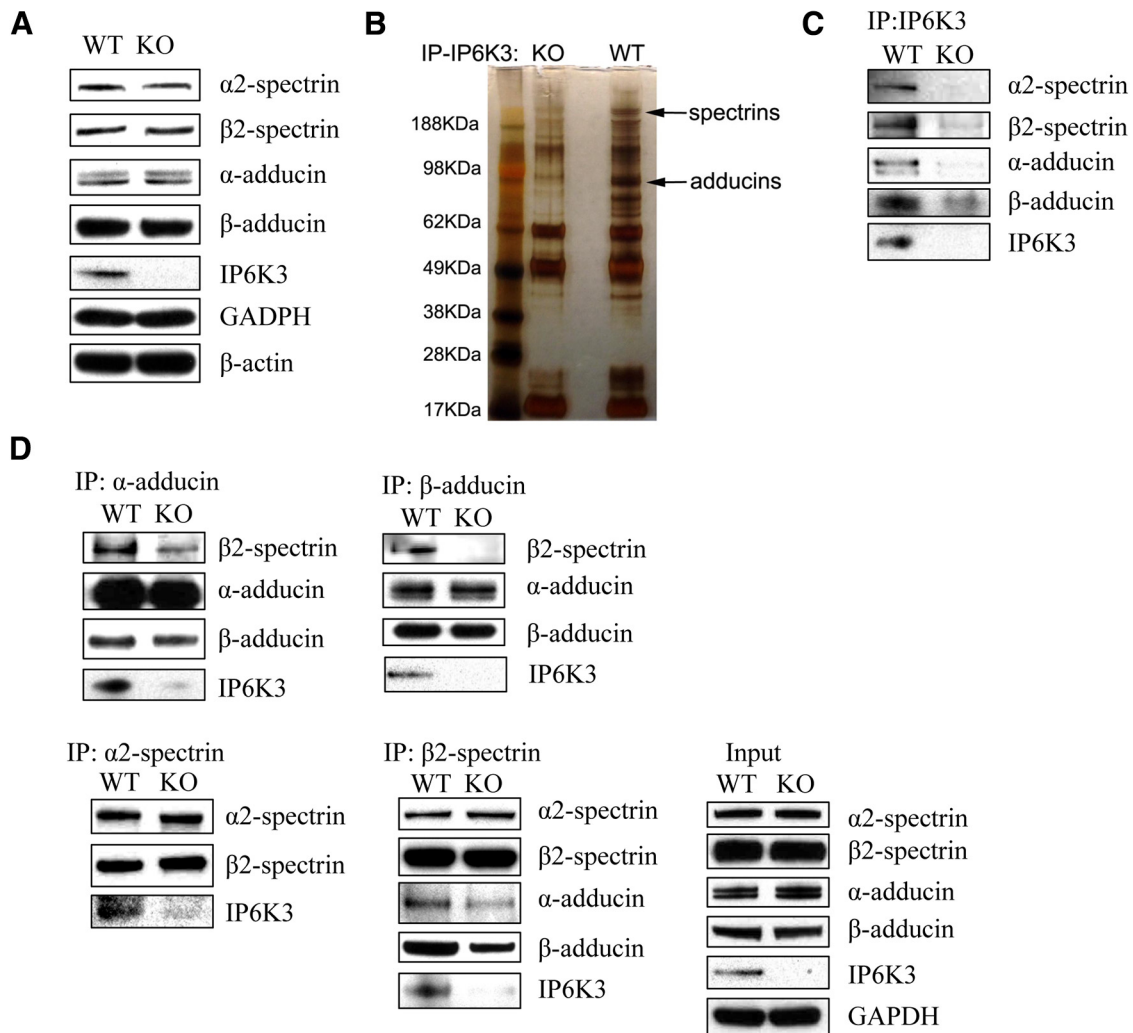 A
WT KO
α2-spectrin
β2-spectrin
α-adducin
β-adducin
IP6K3
GADPH
β-actin
B
IP-IP6K3: KO WT
188KDa
98KDa
62KDa
49KDa
38KDa
28KDa
17KDa
spectrins
adducins
C
IP:IP6K3
WT KO
α2-spectrin
β2-spectrin
α-adducin
β-adducin
IP6K3
D
IP: α-adducin
WT KO
β2-spectrin
α-adducin
β-adducin
IP6K3
IP: β-adducin
WT KO
β2-spectrin
α-adducin
β-adducin
IP6K3
IP: α2-spectrin
WT KO
α2-spectrin
β2-spectrin
IP6K3
IP: β2-spectrin
WT KO
α2-spectrin
β2-spectrin
α-adducin
β-adducin
IP6K3
Input
WT KO
α2-spectrin
β2-spectrin
α-adducin
β-adducin
IP6K3
GAPDH